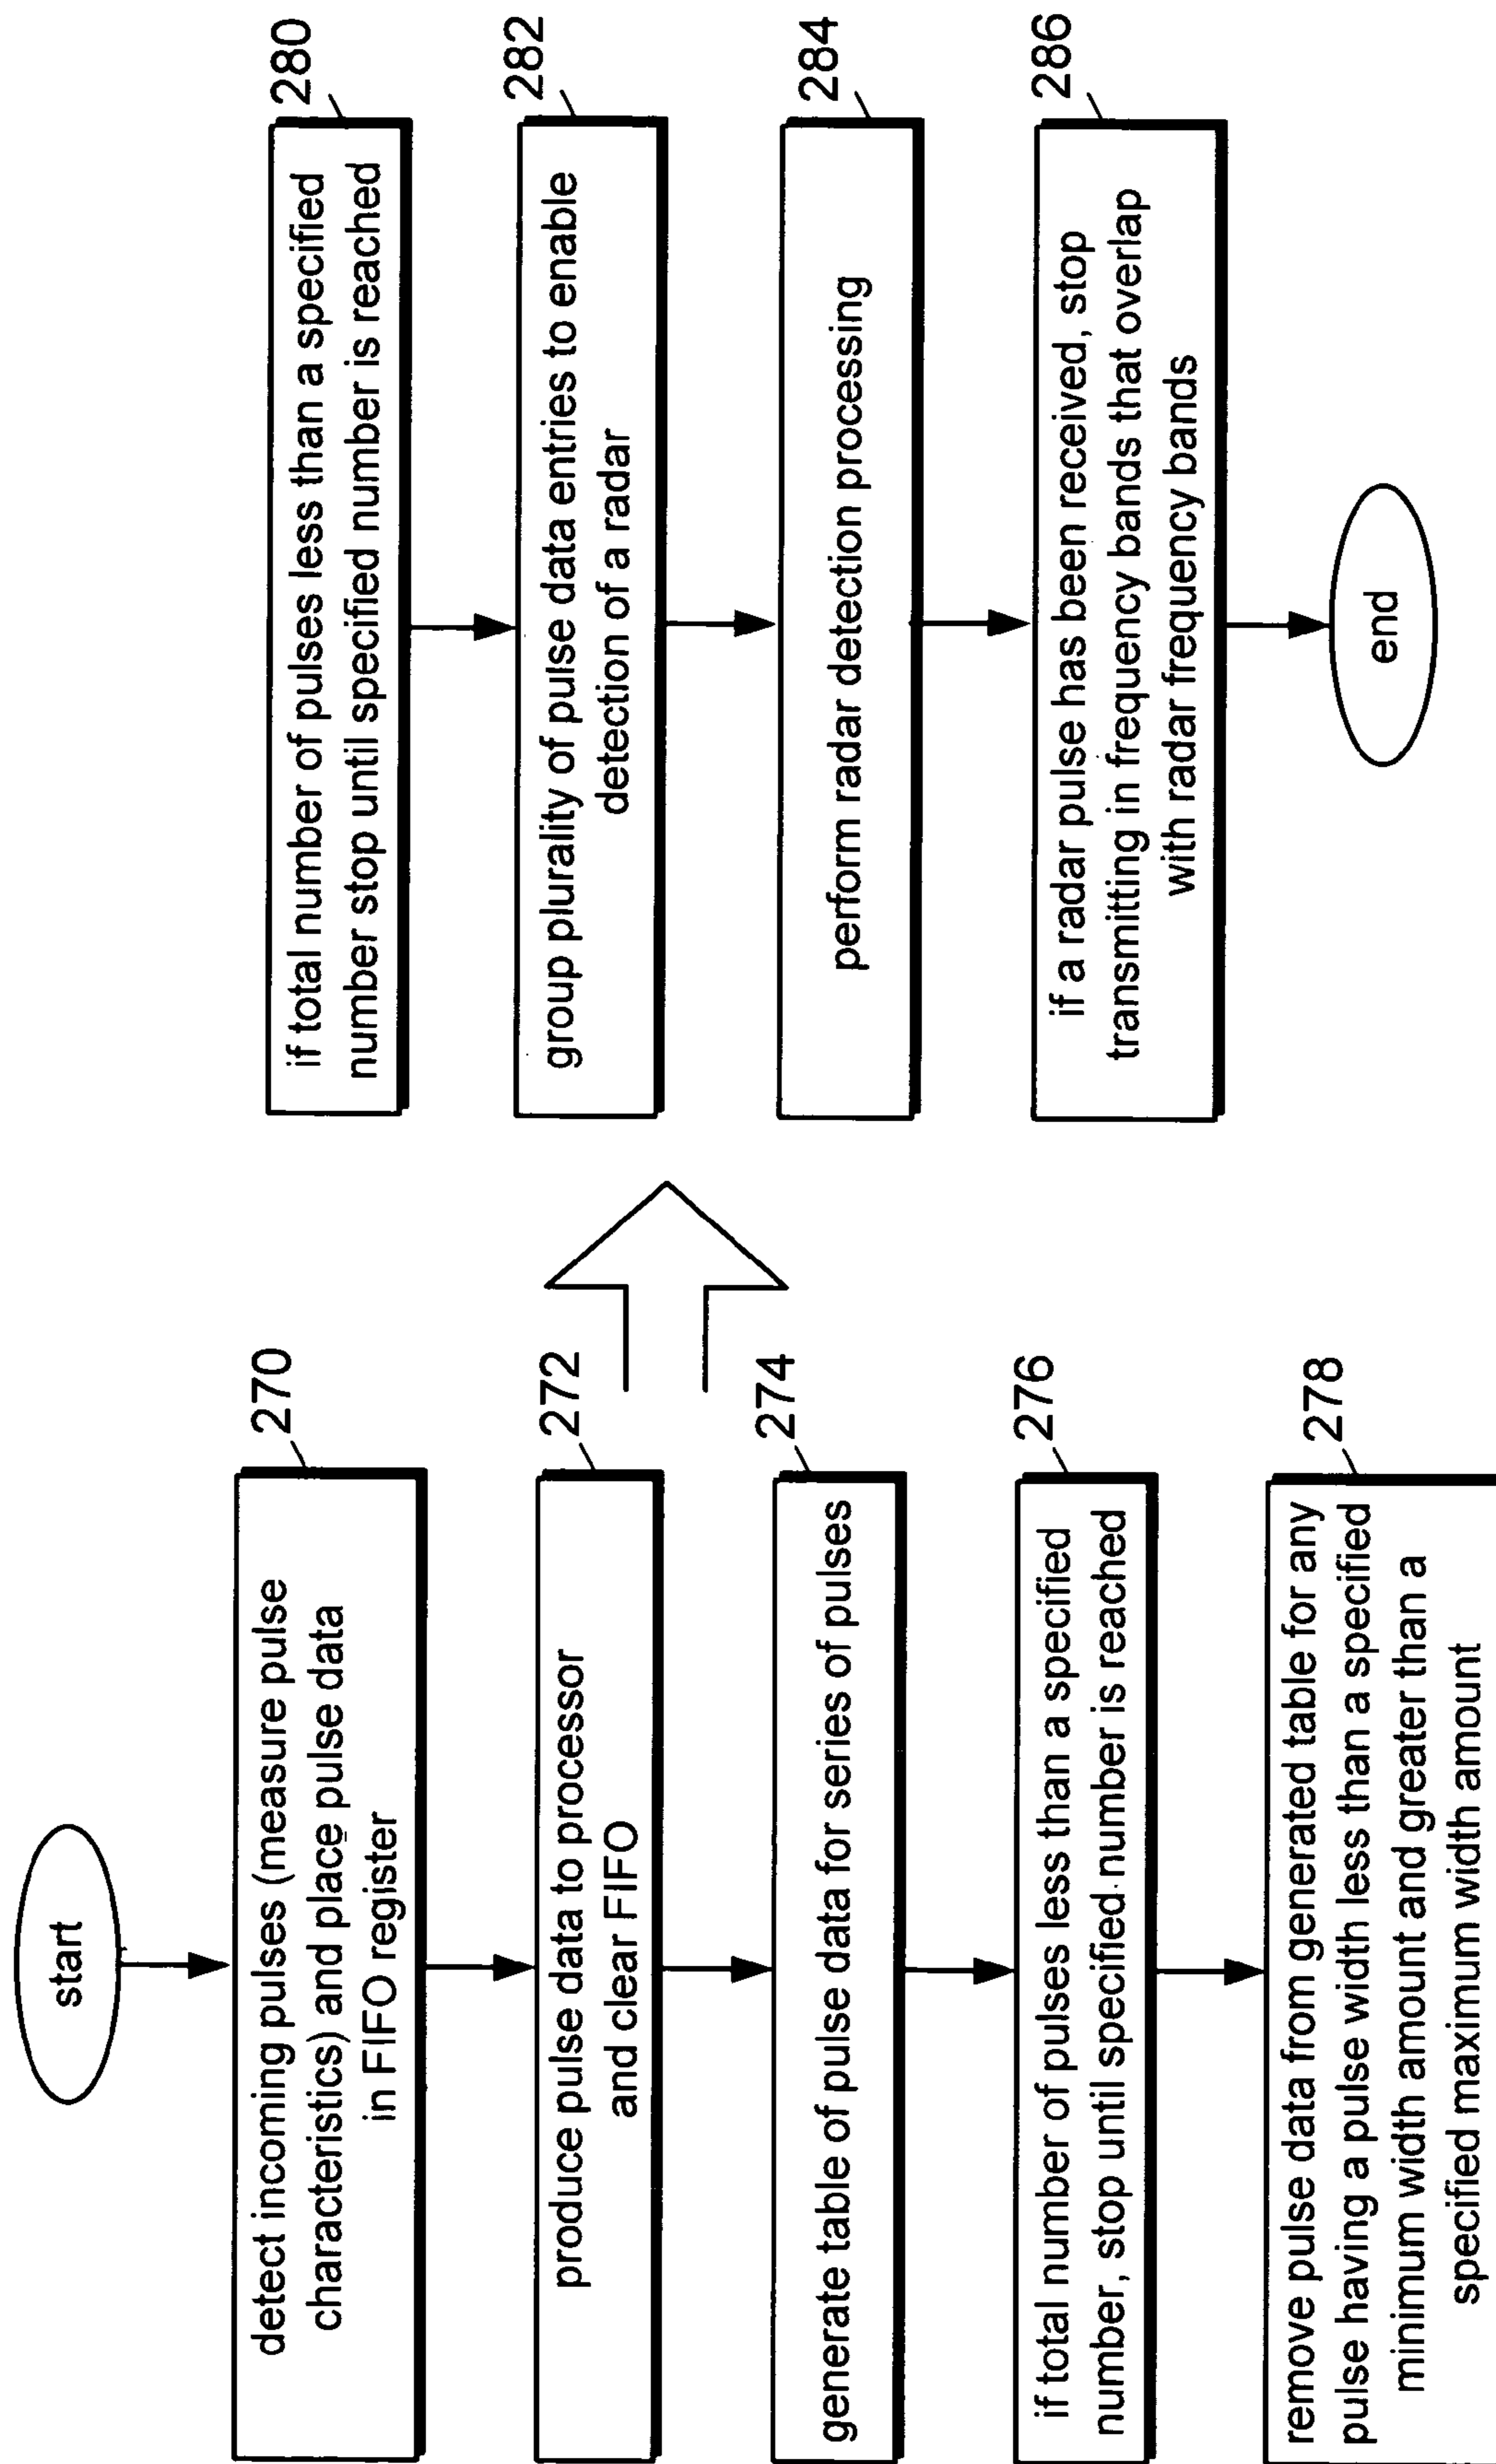 start
270
detect incoming pulses (measure pulse
characteristics) and place pulse data
in FIFO register
272
produce pulse data to processor
and clear FIFO
274
generate table of pulse data for series of pulses
276
if total number of pulses less than a specified
number, stop until specified number is reached
278
remove pulse data from generated table for any
pulse having a pulse width less than a specified
minimum width amount and greater than a
specified maximum width amount
280
if total number of pulses less than a specified
number stop until specified number is reached
282
group plurality of pulse data entries to enable
detection of a radar
284
perform radar detection processing
286
if a radar pulse has been received, stop
transmitting in frequency bands that overlap
with radar frequency bands
end